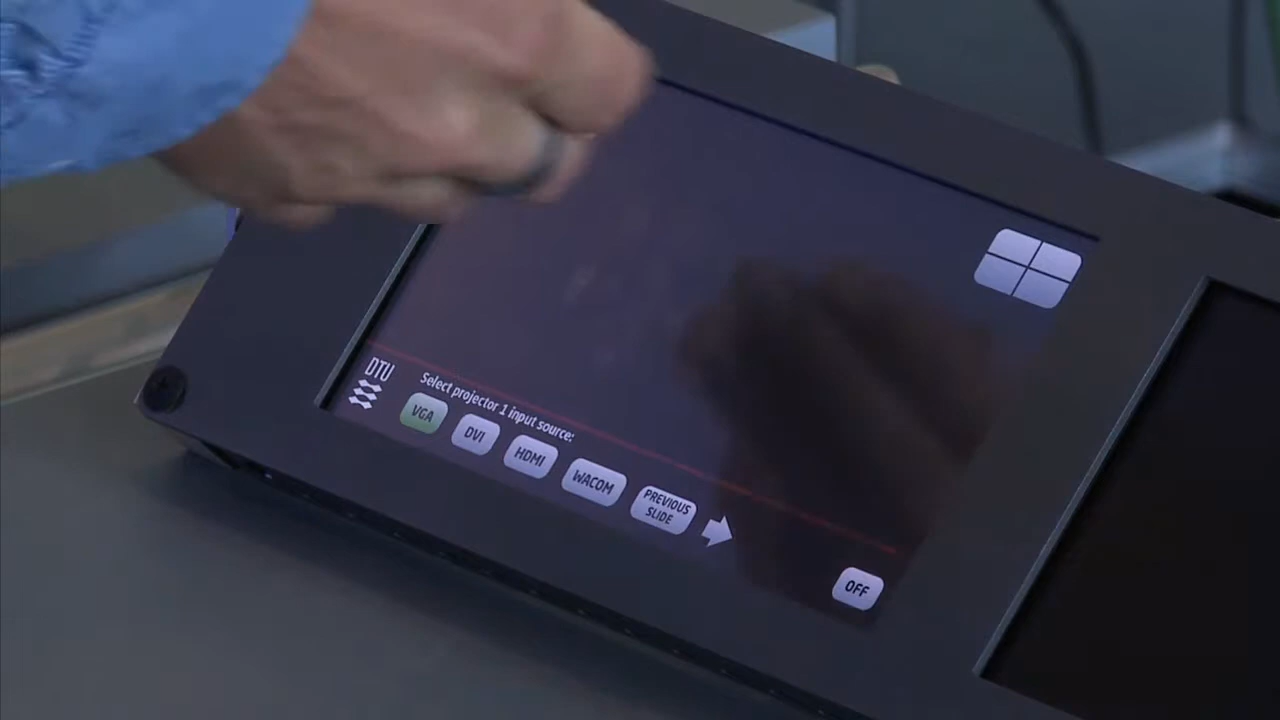 DTU
Select projector 1 input source:
VGA
DVI
HDMI
WACOM
PREVIOUS
SLIDE
OFF